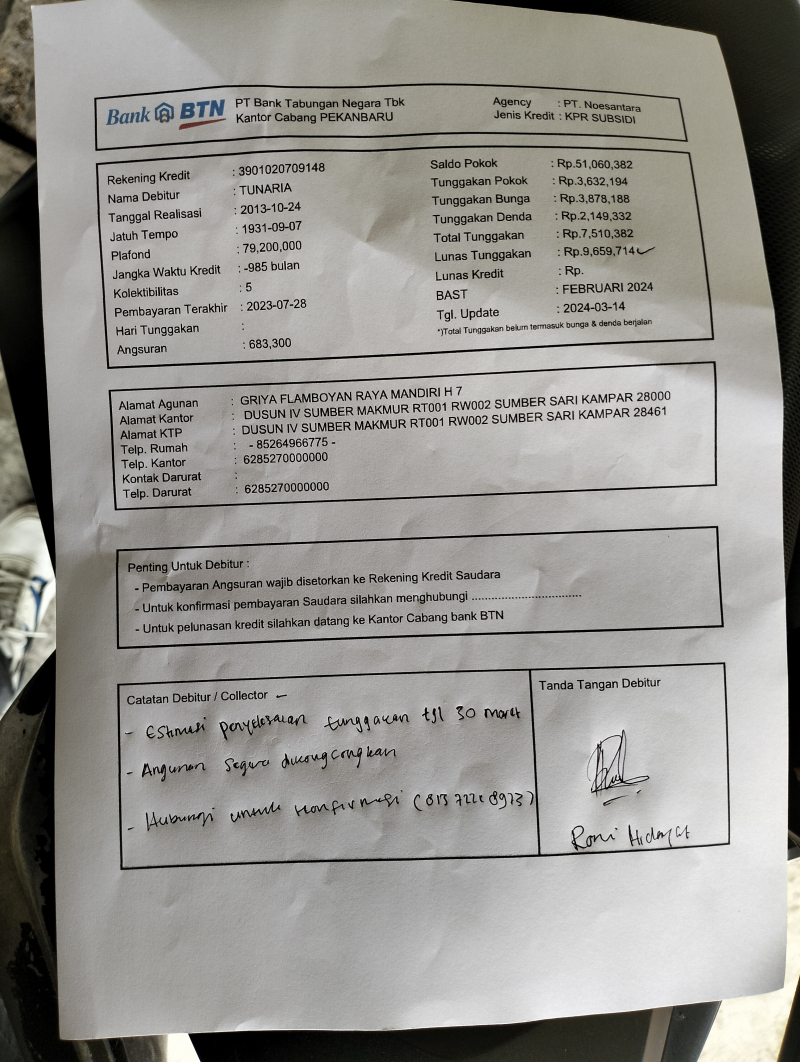 Bank BTN
PT Bank Tabungan Negara Tbk
Kantor Cabang PEKANBARU
Agency : PT. Noesantara
Jenis Kredit : KPR SUBSIDI
Rekening Kredit : 3901020709148
Nama Debitur : TUNARIA
Tanggal Realisasi : 2013-10-24
Jatuh Tempo : 1931-09-07
Plafond : 79,200,000
Jangka Waktu Kredit : -985 bulan
Kolektibilitas : 5
Pembayaran Terakhir : 2023-07-28
Hari Tunggakan :
Angsuran : 683,300
Saldo Pokok : Rp.51,060,382
Tunggakan Pokok : Rp.3,632,194
Tunggakan Bunga : Rp.3,878,188
Tunggakan Denda : Rp.2,149,332
Total Tunggakan : Rp.7,510,382
Lunas Tunggakan : Rp.9,659,714
Lunas Kredit : Rp.
BAST : FEBRUARI 2024
Tgl. Update : 2024-03-14
*)Total Tunggakan belum termasuk bunga & denda berjalan
Alamat Agunan : GRIYA FLAMBOYAN RAYA MANDIRI H 7
Alamat Kantor : DUSUN IV SUMBER MAKMUR RT001 RW002 SUMBER SARI KAMPAR 28000
Alamat KTP : DUSUN IV SUMBER MAKMUR RT001 RW002 SUMBER SARI KAMPAR 28461
Telp. Rumah : - 85264966775 -
Telp. Kantor : 6285270000000
Kontak Darurat :
Telp. Darurat : 6285270000000
Penting Untuk Debitur :
- Pembayaran Angsuran wajib disetorkan ke Rekening Kredit Saudara
- Untuk konfirmasi pembayaran Saudara silahkan menghubungi ..................................
- Untuk pelunasan kredit silahkan datang ke Kantor Cabang bank BTN
Catatan Debitur / Collector -
- Estimasi penyelesaian tunggakan tgl 30 maret
- Angunan Segera dikongcongkan
- Hubungi untuk konfirmasi
Tanda Tangan Debitur
Roni Hidayat